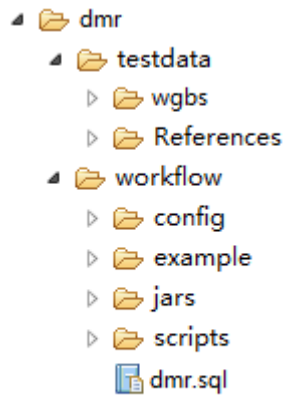 dmr
testdata
wgbs
References
workflow
config
example
jars
scripts
dmr.sql